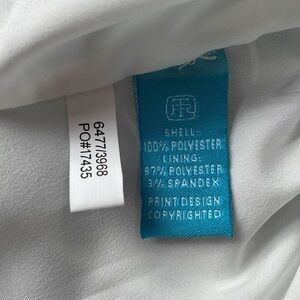 6477/3968
PO#17435
SHELL:
100% POLYESTER
LINING:
97% POLYESTER
3% SPANDEX
PRINT DESIGN
COPYRIGHTED